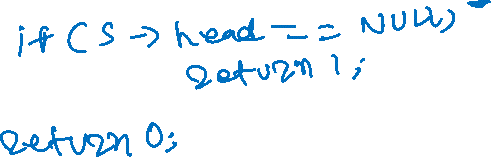 if (S → head == NULL)
return 1;
return 0;